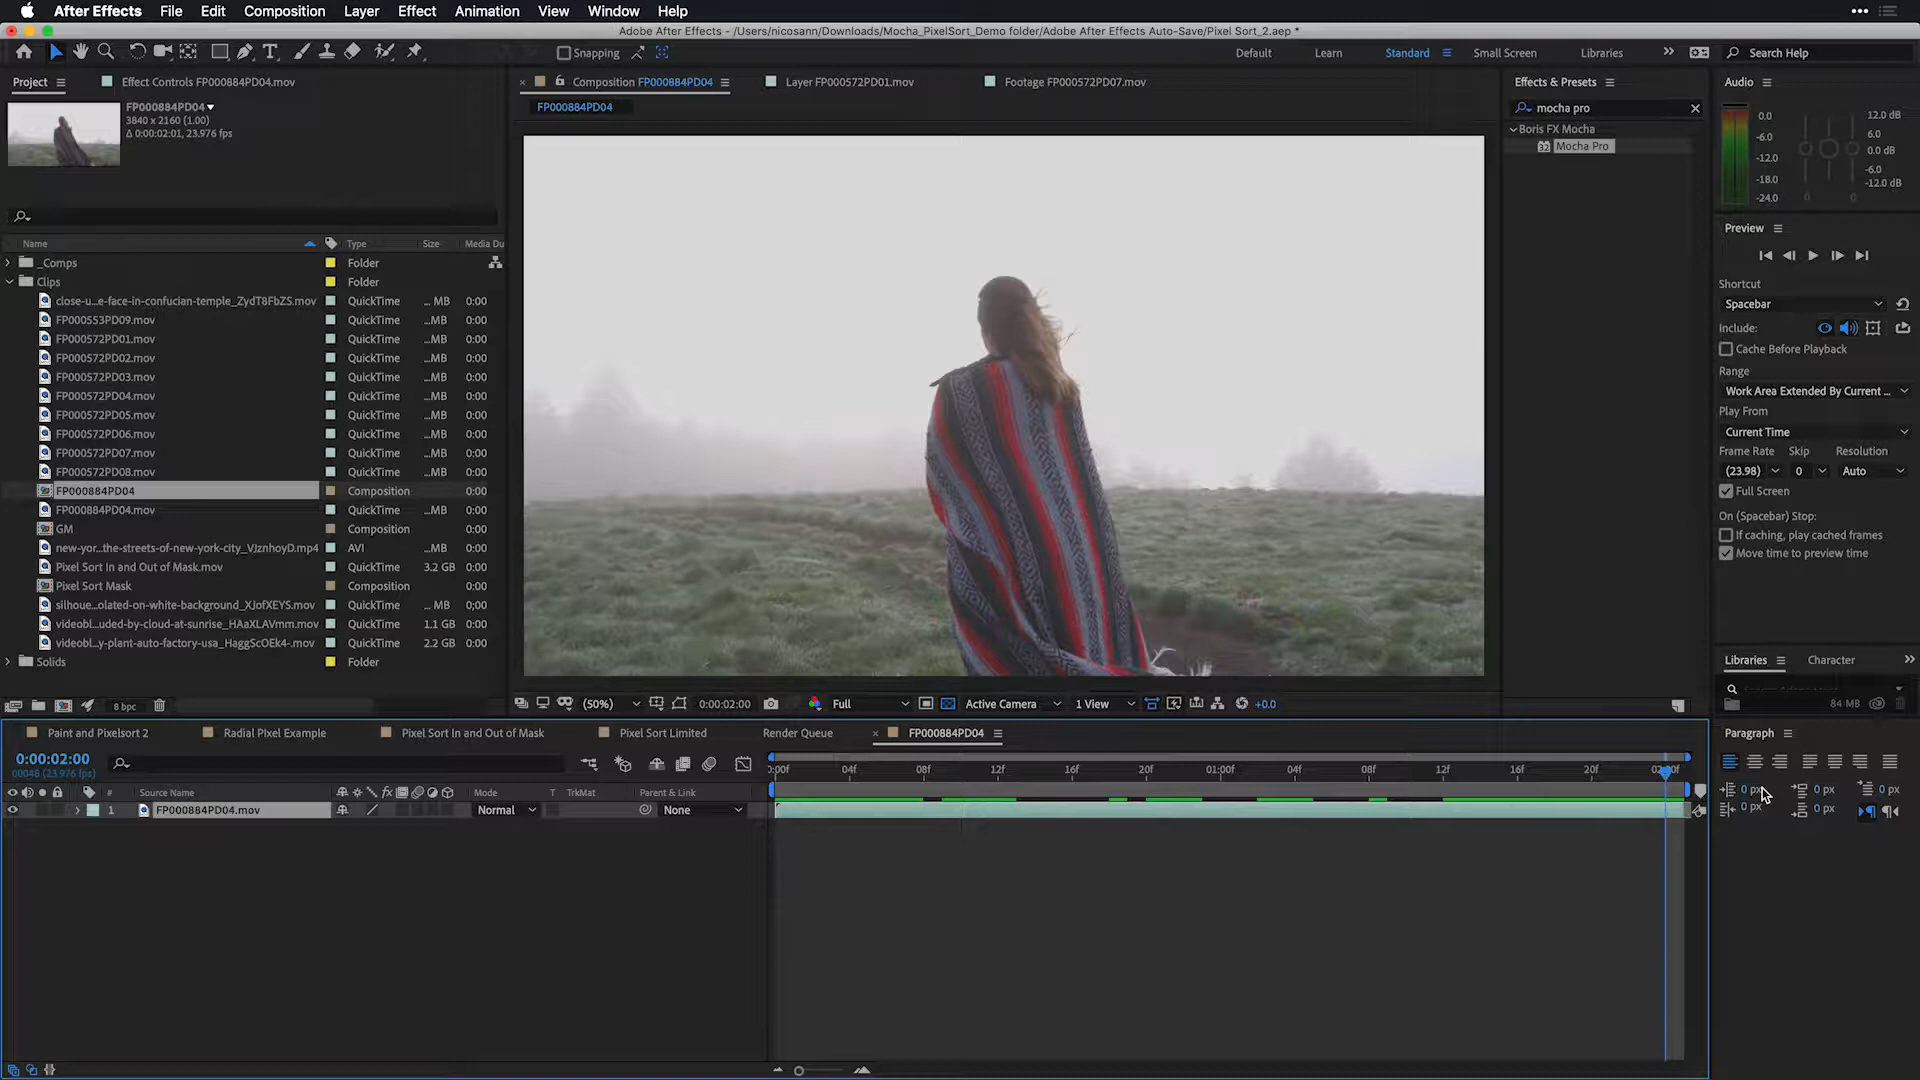 After Effects File Edit Composition Layer Effect Animation View Window Help
Adobe After Effects - /Users/nicosann/Downloads/Mocha_PixelSort_Demo folder/Adobe After Effects Auto-Save/Pixel Sort_2.aep *
Snapping Default Learn Standard Small Screen Libraries Search Help
Project Effect Controls FP000884PD04.mov
Composition FP000884PD04 Layer FP000572PD01.mov Footage FP000572PD07.mov
FP000884PD04
FP000884PD04
3840 x 2160 (1.00)
Δ 0:00:02:01, 23.976 fps
Name Type Size Media Du
_Comps Folder
Clips Folder
close-u...e-face-in-confucian-temple_ZydT8FbZS.mov QuickTime ... MB 0:00
FP000553PD09.mov QuickTime ...MB 0:00
FP000572PD01.mov QuickTime ...MB 0:00
FP000572PD02.mov QuickTime ...MB 0:00
FP000572PD03.mov QuickTime ...MB 0:00
FP000572PD04.mov QuickTime ...MB 0:00
FP000572PD05.mov QuickTime ...MB 0:00
FP000572PD06.mov QuickTime ...MB 0:00
FP000572PD07.mov QuickTime ...MB 0:00
FP000572PD08.mov QuickTime ...MB 0:00
FP000884PD04 Composition 0:00
FP000884PD04.mov QuickTime ...MB 0:00
GM Composition 0:00
new-yor...the-streets-of-new-york-city_VJznhoyD.mp4 AVI ...MB 0:00
Pixel Sort In and Out of Mask.mov QuickTime 3.2 GB 0:00
Pixel Sort Mask Composition 0:00
silhoue...olated-on-white-background_XJofXEYS.mov QuickTime ... MB 0:00
videobl...uded-by-cloud-at-sunrise_HAaXLAVmm.mov QuickTime 1.1 GB 0:00
videobl...y-plant-auto-factory-usa_HaggScOEk4-.mov QuickTime 2.2 GB 0:00
Solids Folder
8 bpc
(50%) 0:00:02:00 Full Active Camera 1 View +0.0
Effects & Presets
mocha pro
Boris FX Mocha
32 Mocha Pro
Audio
0.0
-6.0
-12.0
-18.0
-24.0
12.0 dB
6.0
0.0 dB
-6.0
-12.0 dB
0 0
Preview
Shortcut
Spacebar
Include:
Cache Before Playback
Range
Work Area Extended By Current ...
Play From
Current Time
Frame Rate Skip Resolution
(23.98) 0 Auto
Full Screen
On (Spacebar) Stop:
If caching, play cached frames
Move time to preview time
Libraries Character
84 MB
Paragraph
0 px 0 px 0 px
0 px 0 px
Paint and Pixelsort 2 Radial PIxel Example Pixel Sort In and Out of Mask Pixel Sort Limited Render Queue FP000884PD04
0:00:02:00
00048 (23.976 fps)
:00f 04f 08f 12f 16f 20f 01:00f 04f 08f 12f 16f 20f
# Source Name fx Mode T TrkMat Parent & Link
1 FP000884PD04.mov Normal None